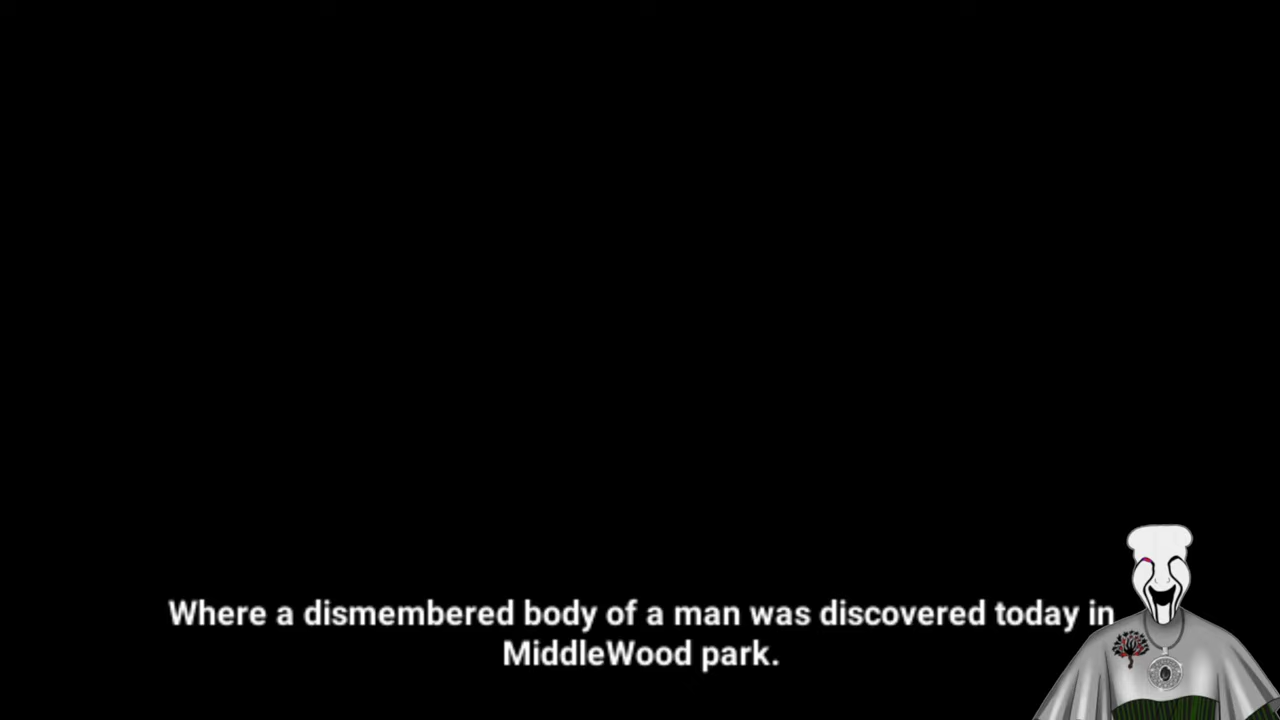 Where a dismembered body of a man was discovered today in
MiddleWood park.